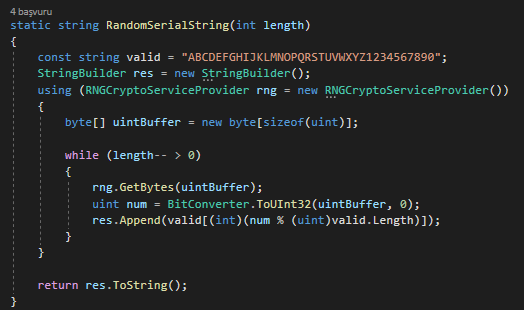 4 başvuru
static string RandomSerialString(int length)
{
const string valid = "ABCDEFGHIJKLMNOPQRSTUVWXYZ1234567890";
StringBuilder res = new StringBuilder();
using (RNGCryptoServiceProvider rng = new RNGCryptoServiceProvider())
{
byte[] uintBuffer = new byte[sizeof(uint)];
while (length-- > 0)
{
rng.GetBytes(uintBuffer);
uint num = BitConverter.ToUInt32(uintBuffer, 0);
res.Append(valid[(int)(num % (uint)valid.Length)]);
}
}
return res.ToString();
}